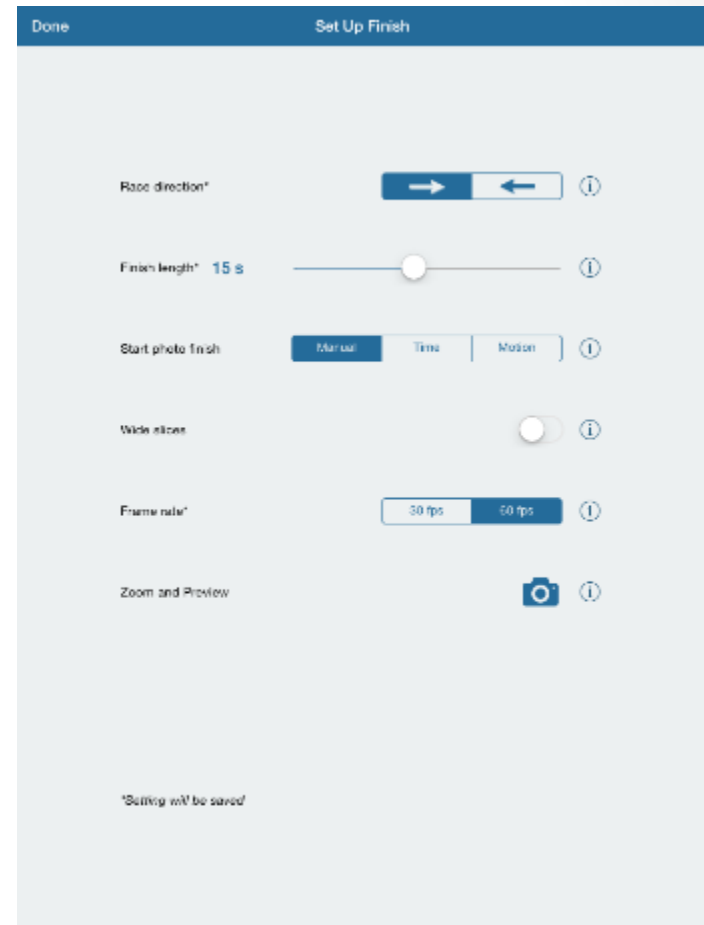 Done
Set Up Finish
Race direction*
Finish length* 15 s
Start photo finish Manual Time Motion
Wide slices
Frame rate* 30 fps 60 fps
Zoom and Preview
*Setting will be saved